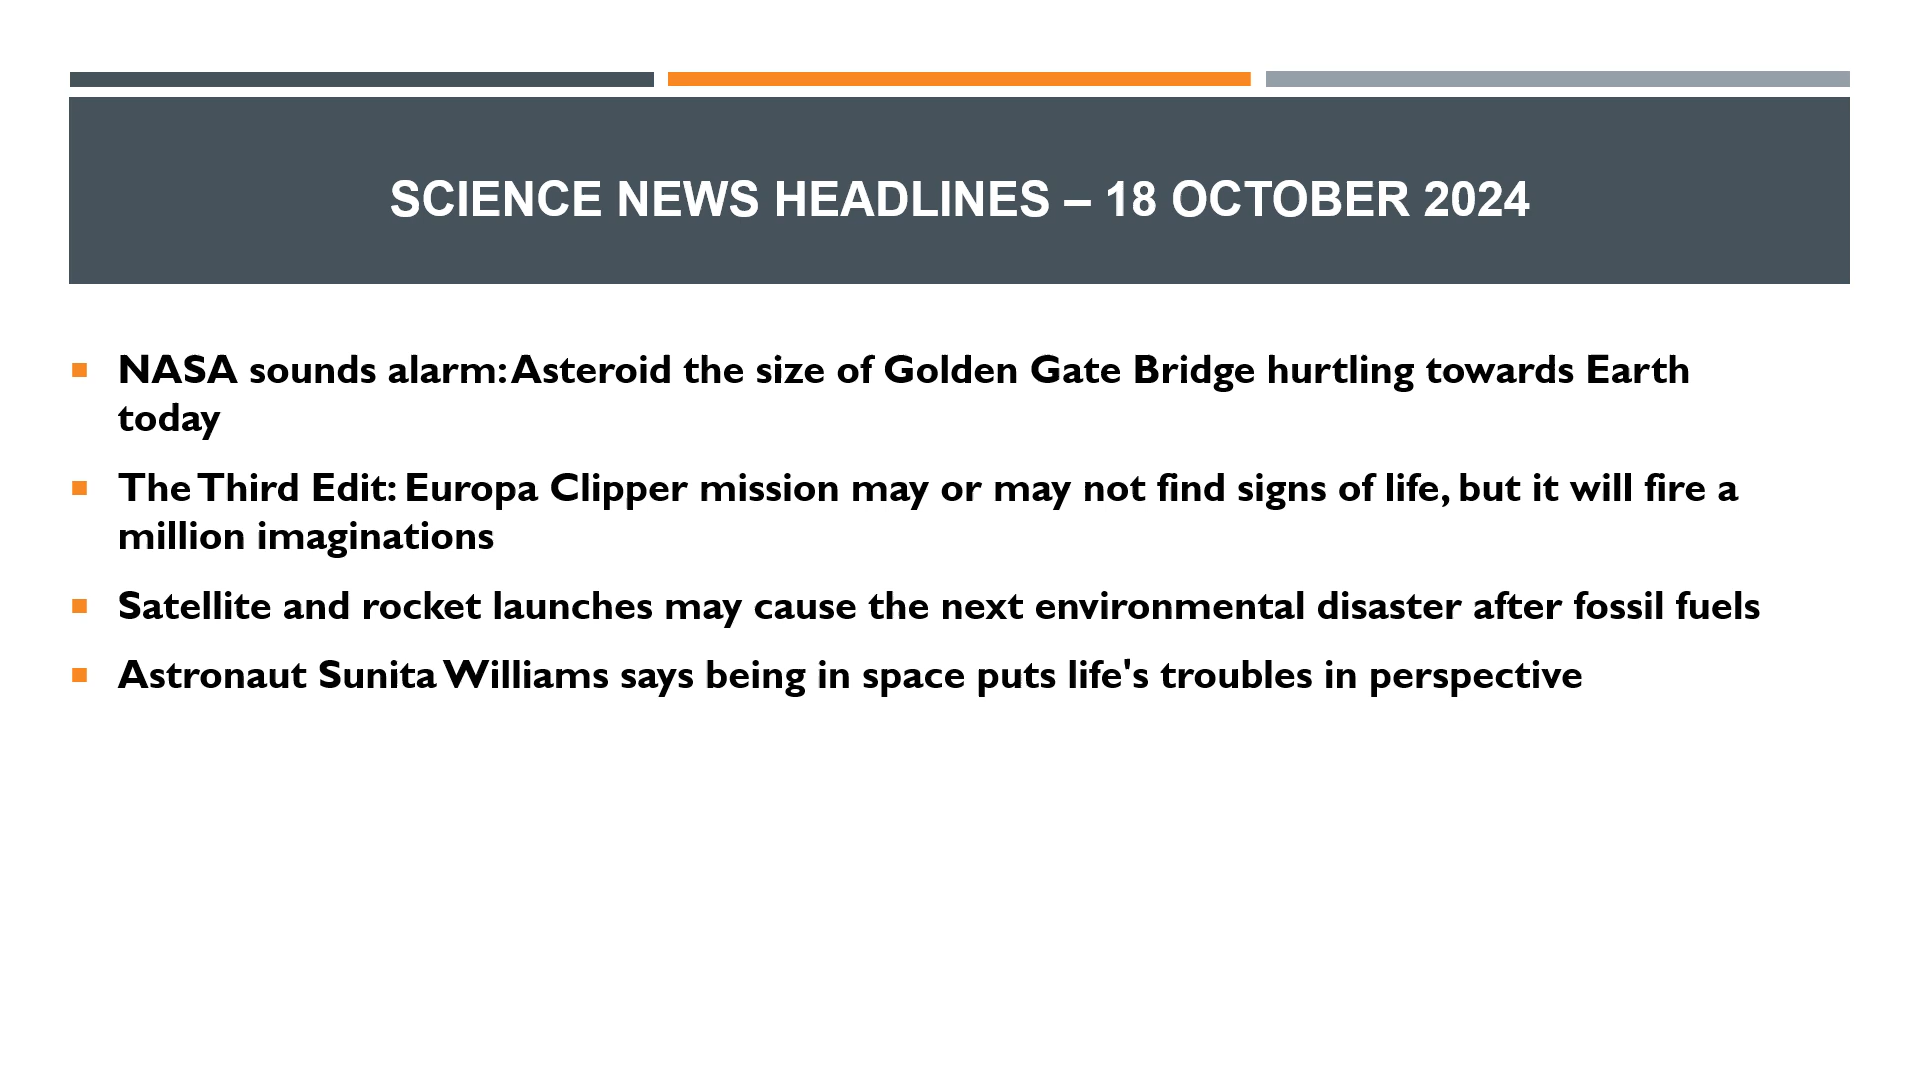 SCIENCE NEWS HEADLINES – 18 OCTOBER 2024
NASA sounds alarm: Asteroid the size of Golden Gate Bridge hurtling towards Earth
today
The Third Edit: Europa Clipper mission may or may not find signs of life, but it will fire a
million imaginations
Satellite and rocket launches may cause the next environmental disaster after fossil fuels
Astronaut Sunita Williams says being in space puts life's troubles in perspective